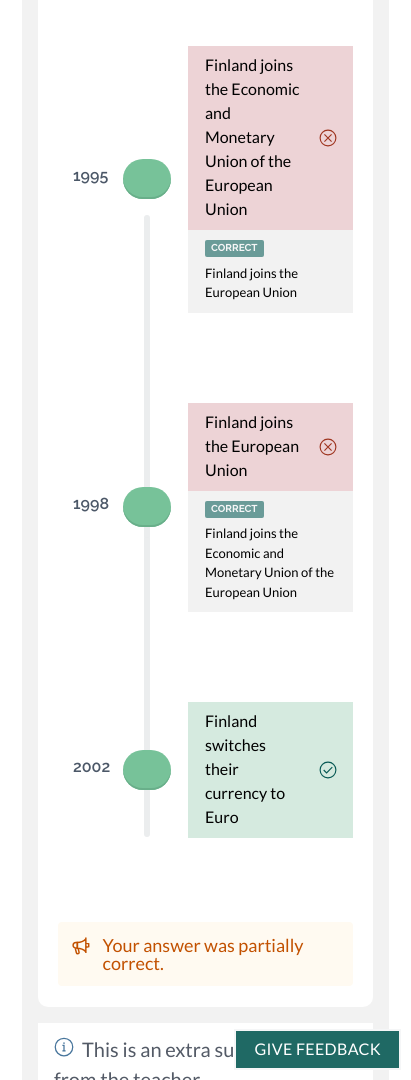 Finland joins
the Economic
and
Monetary
Union of the
European
Union
1995
CORRECT
Finland joins the
European Union
Finland joins
the European
Union
1998
CORRECT
Finland joins the
Economic and
Monetary Union of the
European Union
Finland
switches
their
currency to
Euro
2002
Your answer was partially
correct.
This is an extra su
GIVE FEEDBACK
from the teacher